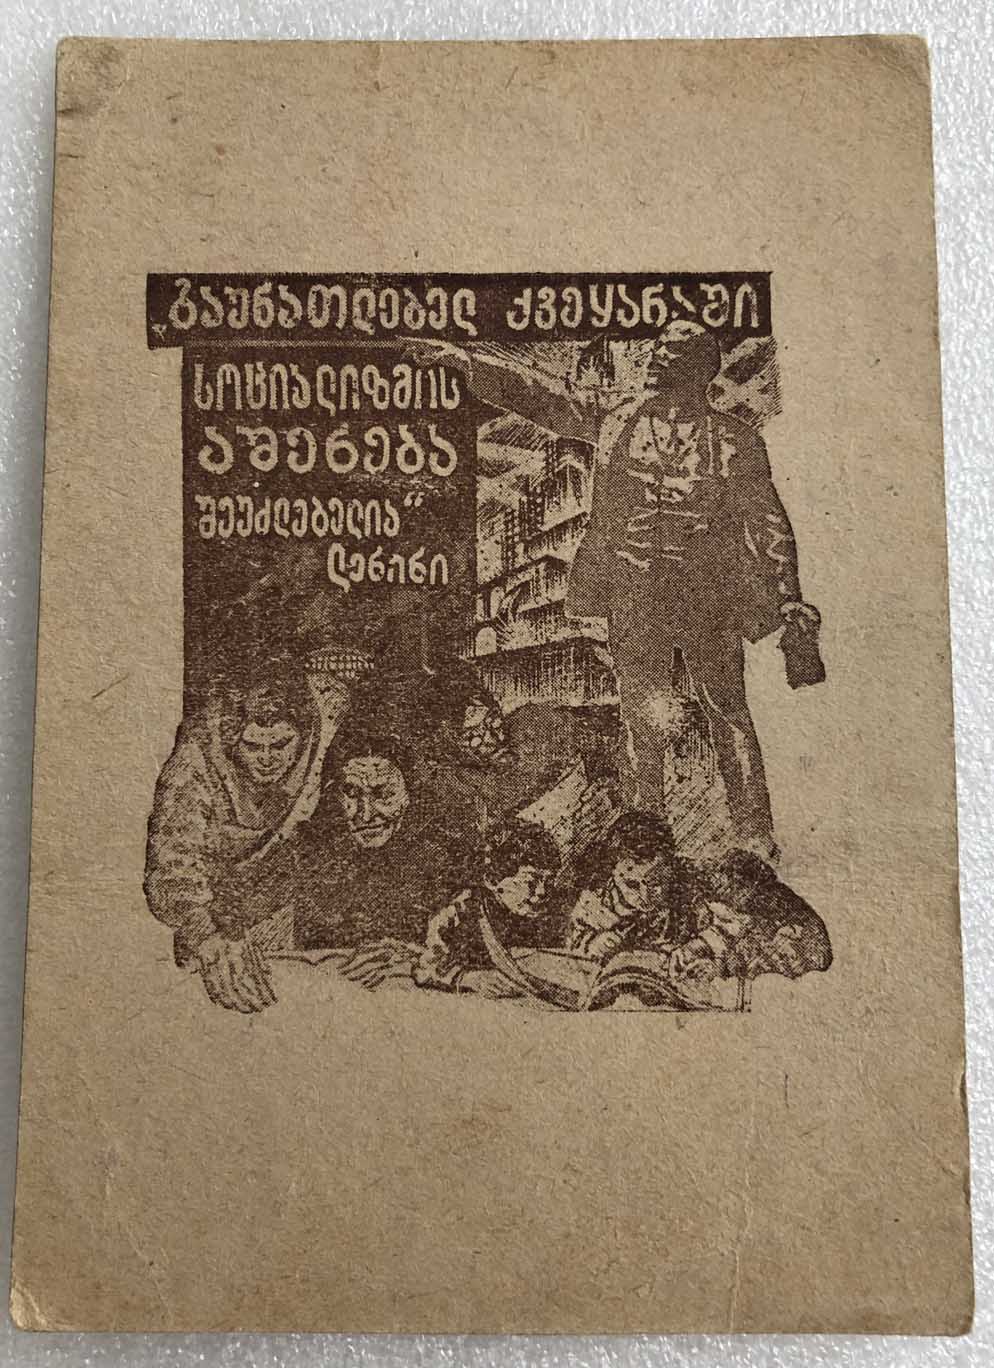 „გაუნათლებელ ქვეყანაში
სოციალიზმის
აშენება
შეუძლებელია“
ლენინი